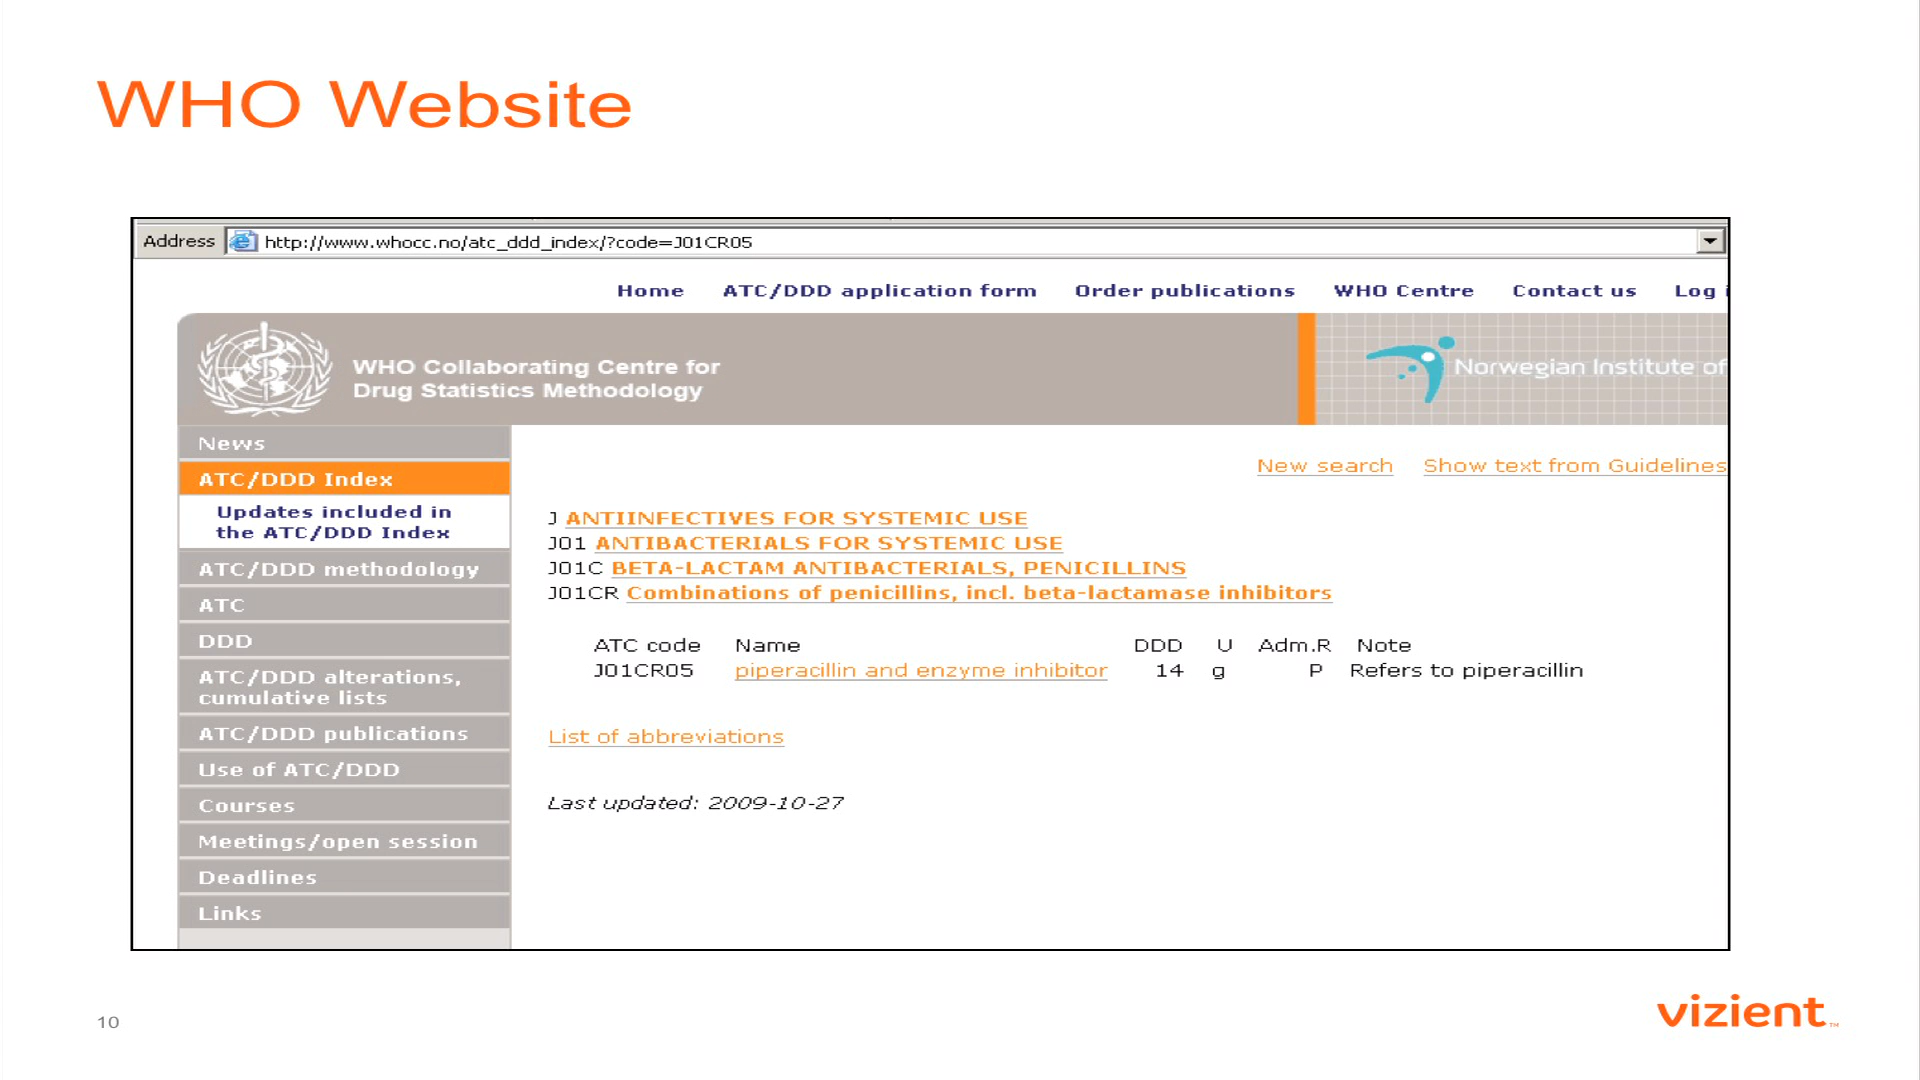 WHO Website
Address http://www.whocc.no/atc_ddd_index/?code=J01CR05
Home ATC/DDD application form Order publications WHO Centre Contact us Log i
WHO Collaborating Centre for
Drug Statistics Methodology
Norwegian Institute of
News
ATC/DDD Index
Updates included in
the ATC/DDD Index
ATC/DDD methodology
ATC
DDD
ATC/DDD alterations,
cumulative lists
ATC/DDD publications
Use of ATC/DDD
Courses
Meetings/open session
Deadlines
Links
New search Show text from Guidelines
J ANTIINFECTIVES FOR SYSTEMIC USE
J01 ANTIBACTERIALS FOR SYSTEMIC USE
J01C BETA-LACTAM ANTIBACTERIALS, PENICILLINS
J01CR Combinations of penicillins, incl. beta-lactamase inhibitors
ATC code Name DDD U Adm.R Note
J01CR05 piperacillin and enzyme inhibitor 14 g P Refers to piperacillin
List of abbreviations
Last updated: 2009-10-27
10
vizient™